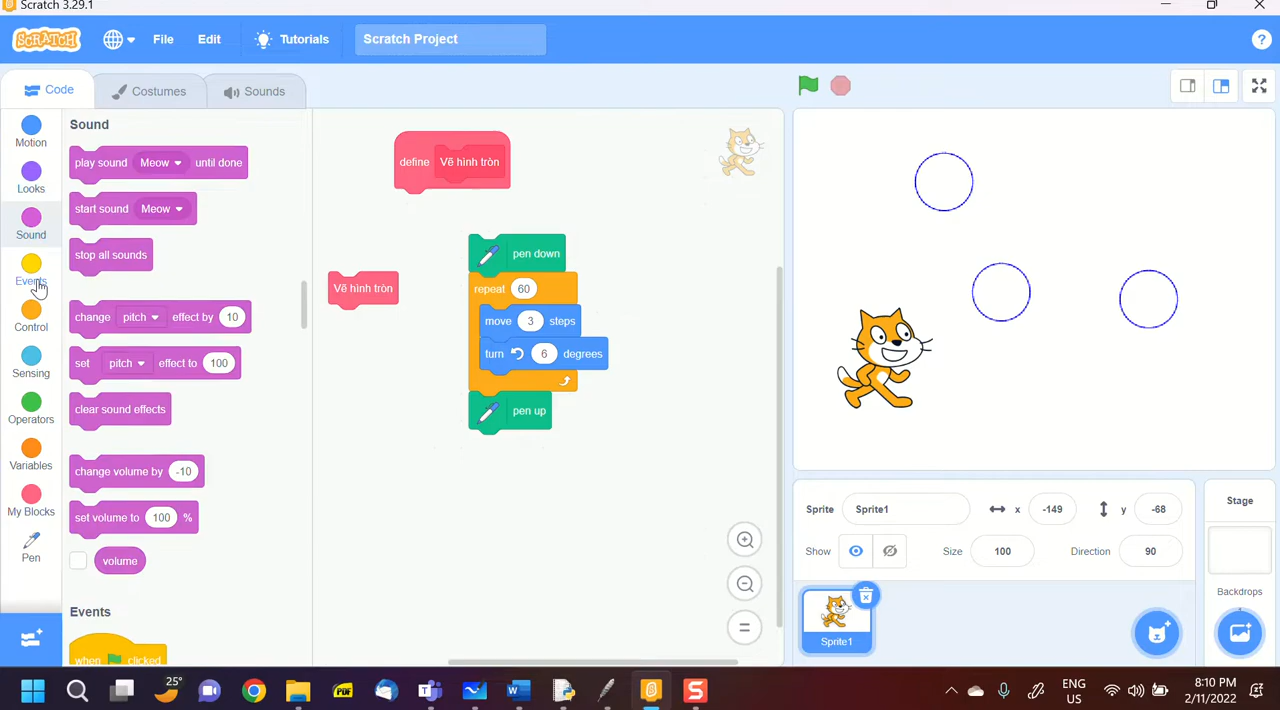 Scratch 3.29.1
SCRATCH
File
Edit
Tutorials
Scratch Project
?
Code
Costumes
Sounds
Motion
Looks
Sound
Events
Control
Sensing
Operators
Variables
My Blocks
Pen
Sound
play sound Meow until done
start sound Meow
stop all sounds
change pitch effect by 10
set pitch effect to 100
clear sound effects
change volume by -10
set volume to 100 %
volume
Events
when clicked
define Vẽ hình tròn
Vẽ hình tròn
pen down
repeat 60
move 3 steps
turn 6 degrees
pen up
Sprite Sprite1 x -149 y -68
Show Size 100 Direction 90
Sprite1
Stage
Backdrops
25°
PDF
S
ENG
US
8:10 PM
2/11/2022